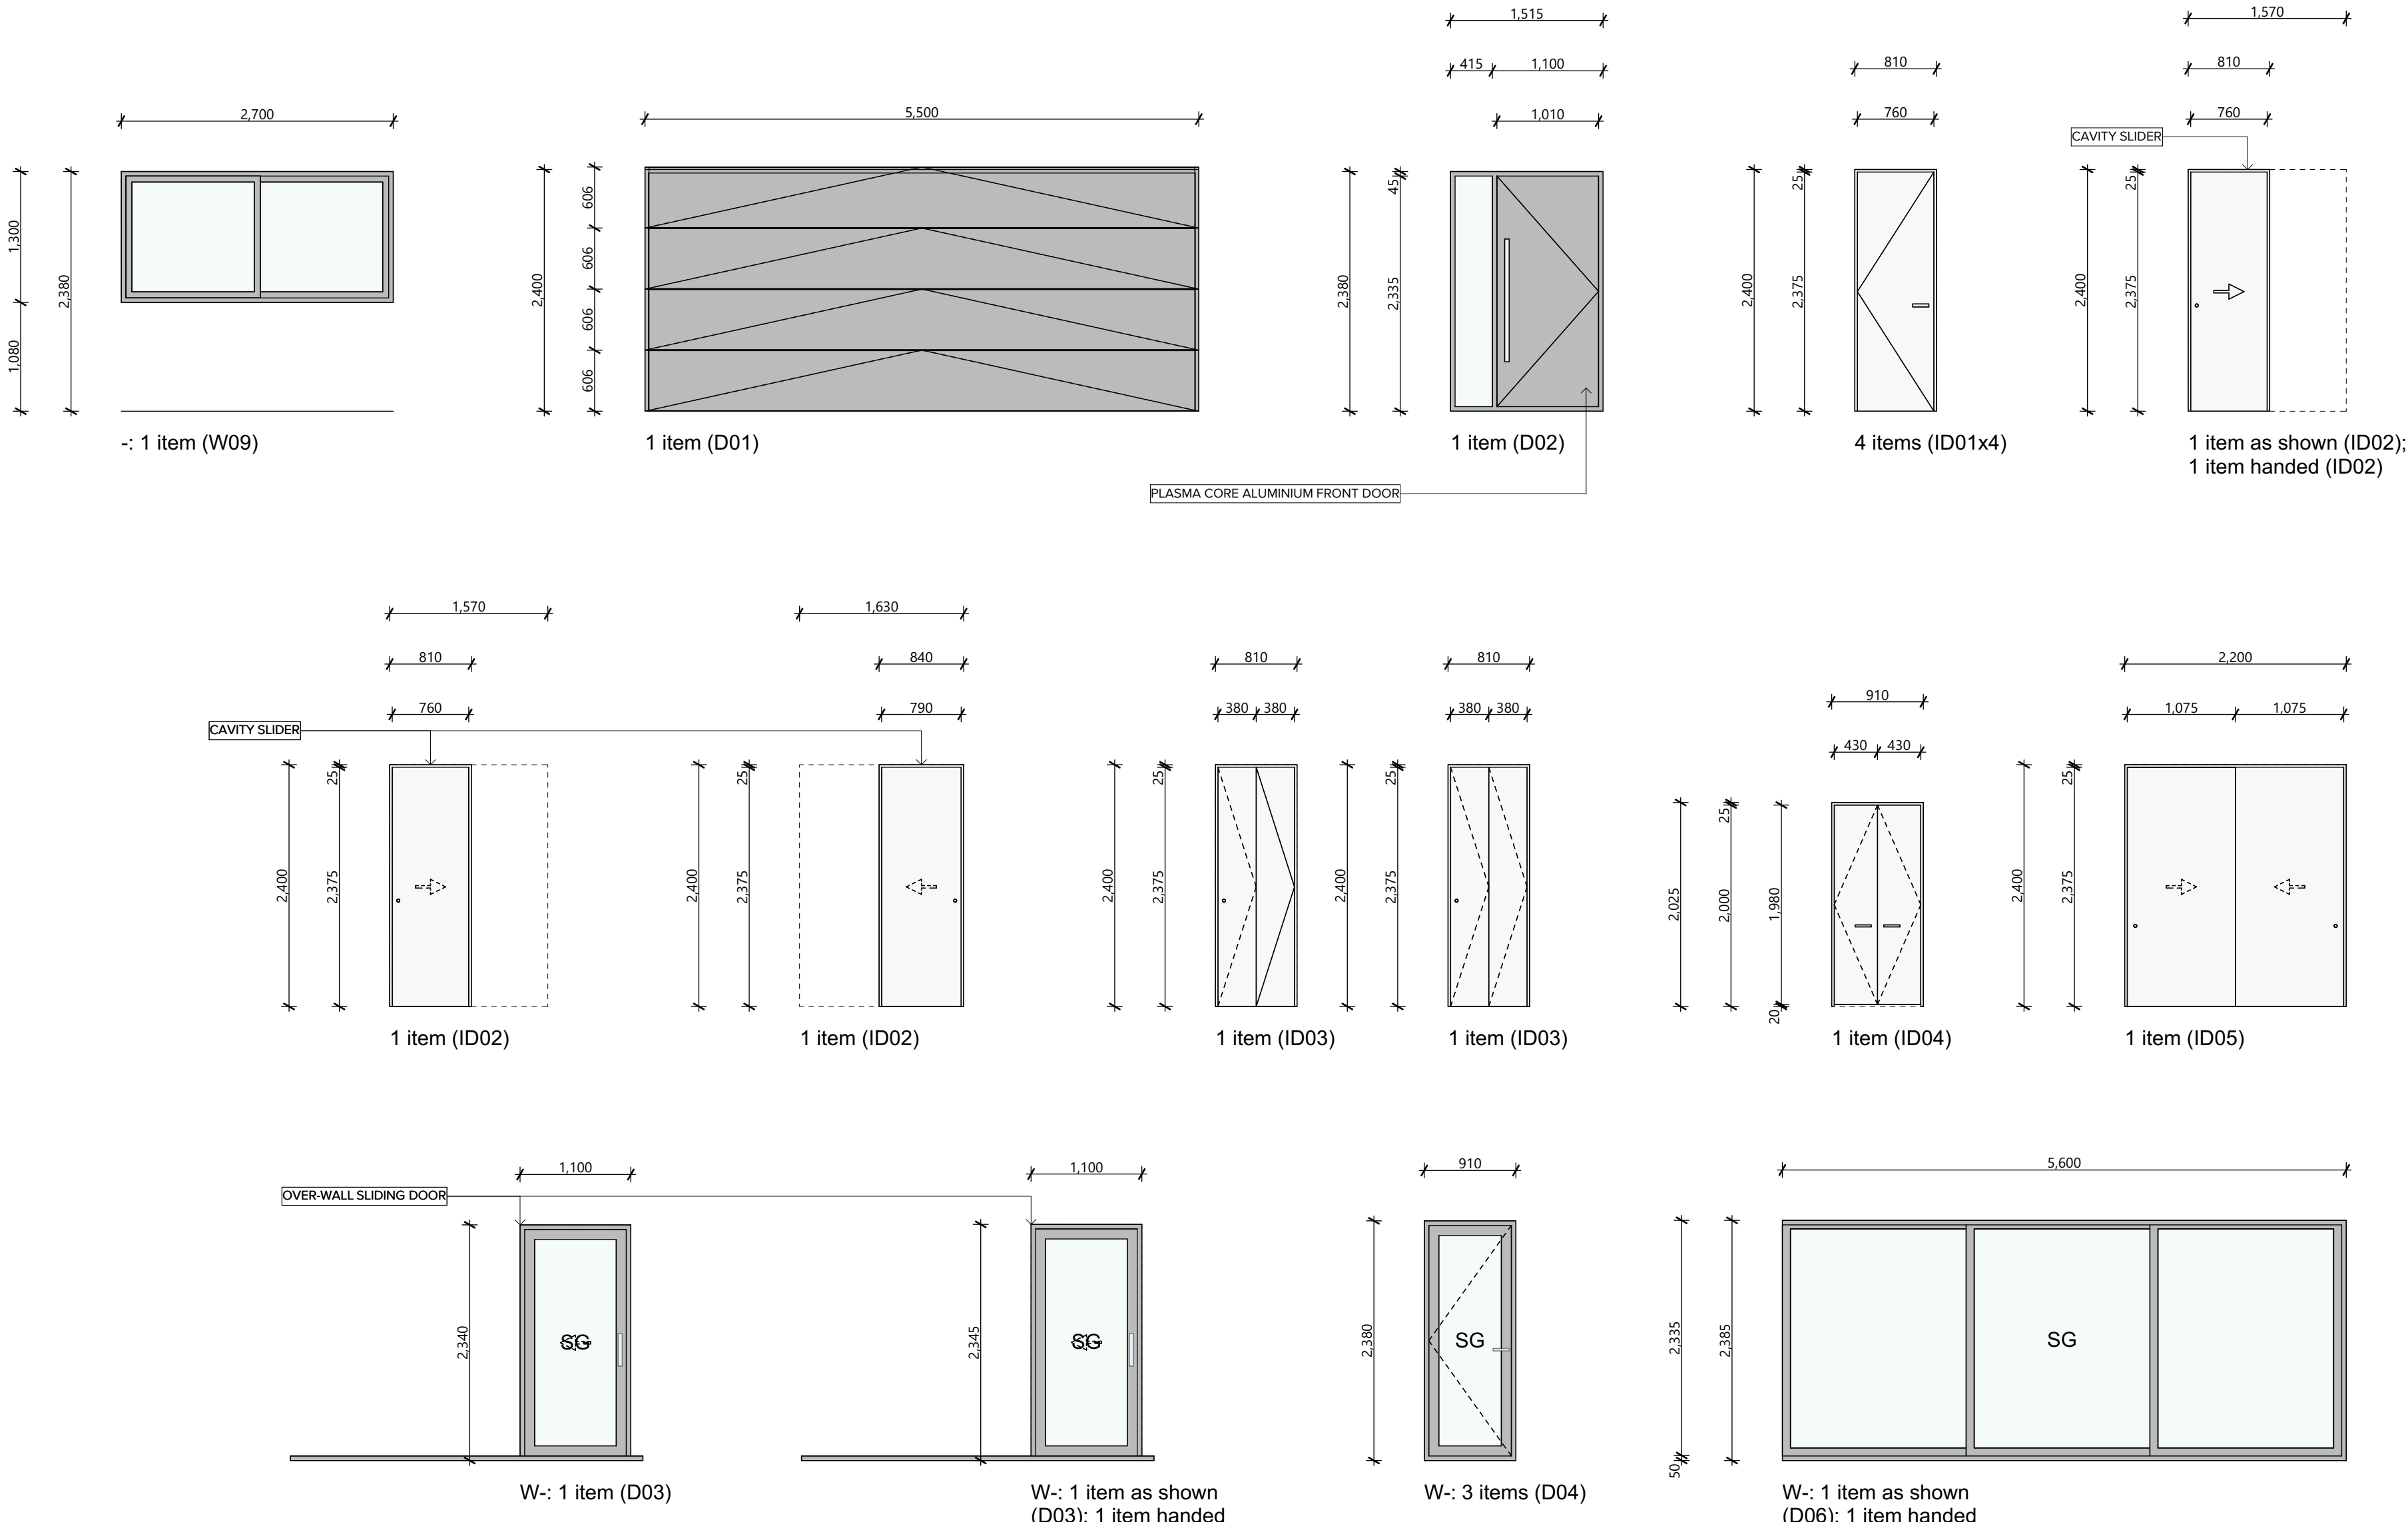 1,515
1,570
415 1,100
810
810
2,700
5,500
1,010
760
760
CAVITY SLIDER
1,300
1,080
2,380
2,400
606
606
606
606
2,380
45
2,335
2,400
25
2,375
2,400
25
2,375
-: 1 item (W09)
1 item (D01)
1 item (D02)
4 items (ID01x4)
1 item as shown (ID02);
1 item handed (ID02)
PLASMA CORE ALUMINIUM FRONT DOOR
1,570
1,630
810
840
810
810
2,200
910
760
790
380 380
380 380
1,075 1,075
CAVITY SLIDER
430 430
2,400
25
2,375
2,400
25
2,375
2,400
25
2,375
2,400
25
2,375
2,025
25
2,000
1,980
20
2,400
25
2,375
1 item (ID02)
1 item (ID02)
1 item (ID03)
1 item (ID03)
1 item (ID04)
1 item (ID05)
1,100
1,100
910
5,600
OVER-WALL SLIDING DOOR
2,340
SG
2,345
SG
2,380
SG
2,335
50
2,385
SG
W-: 1 item (D03)
W-: 1 item as shown
(D03); 1 item handed
W-: 3 items (D04)
W-: 1 item as shown
(D06); 1 item handed